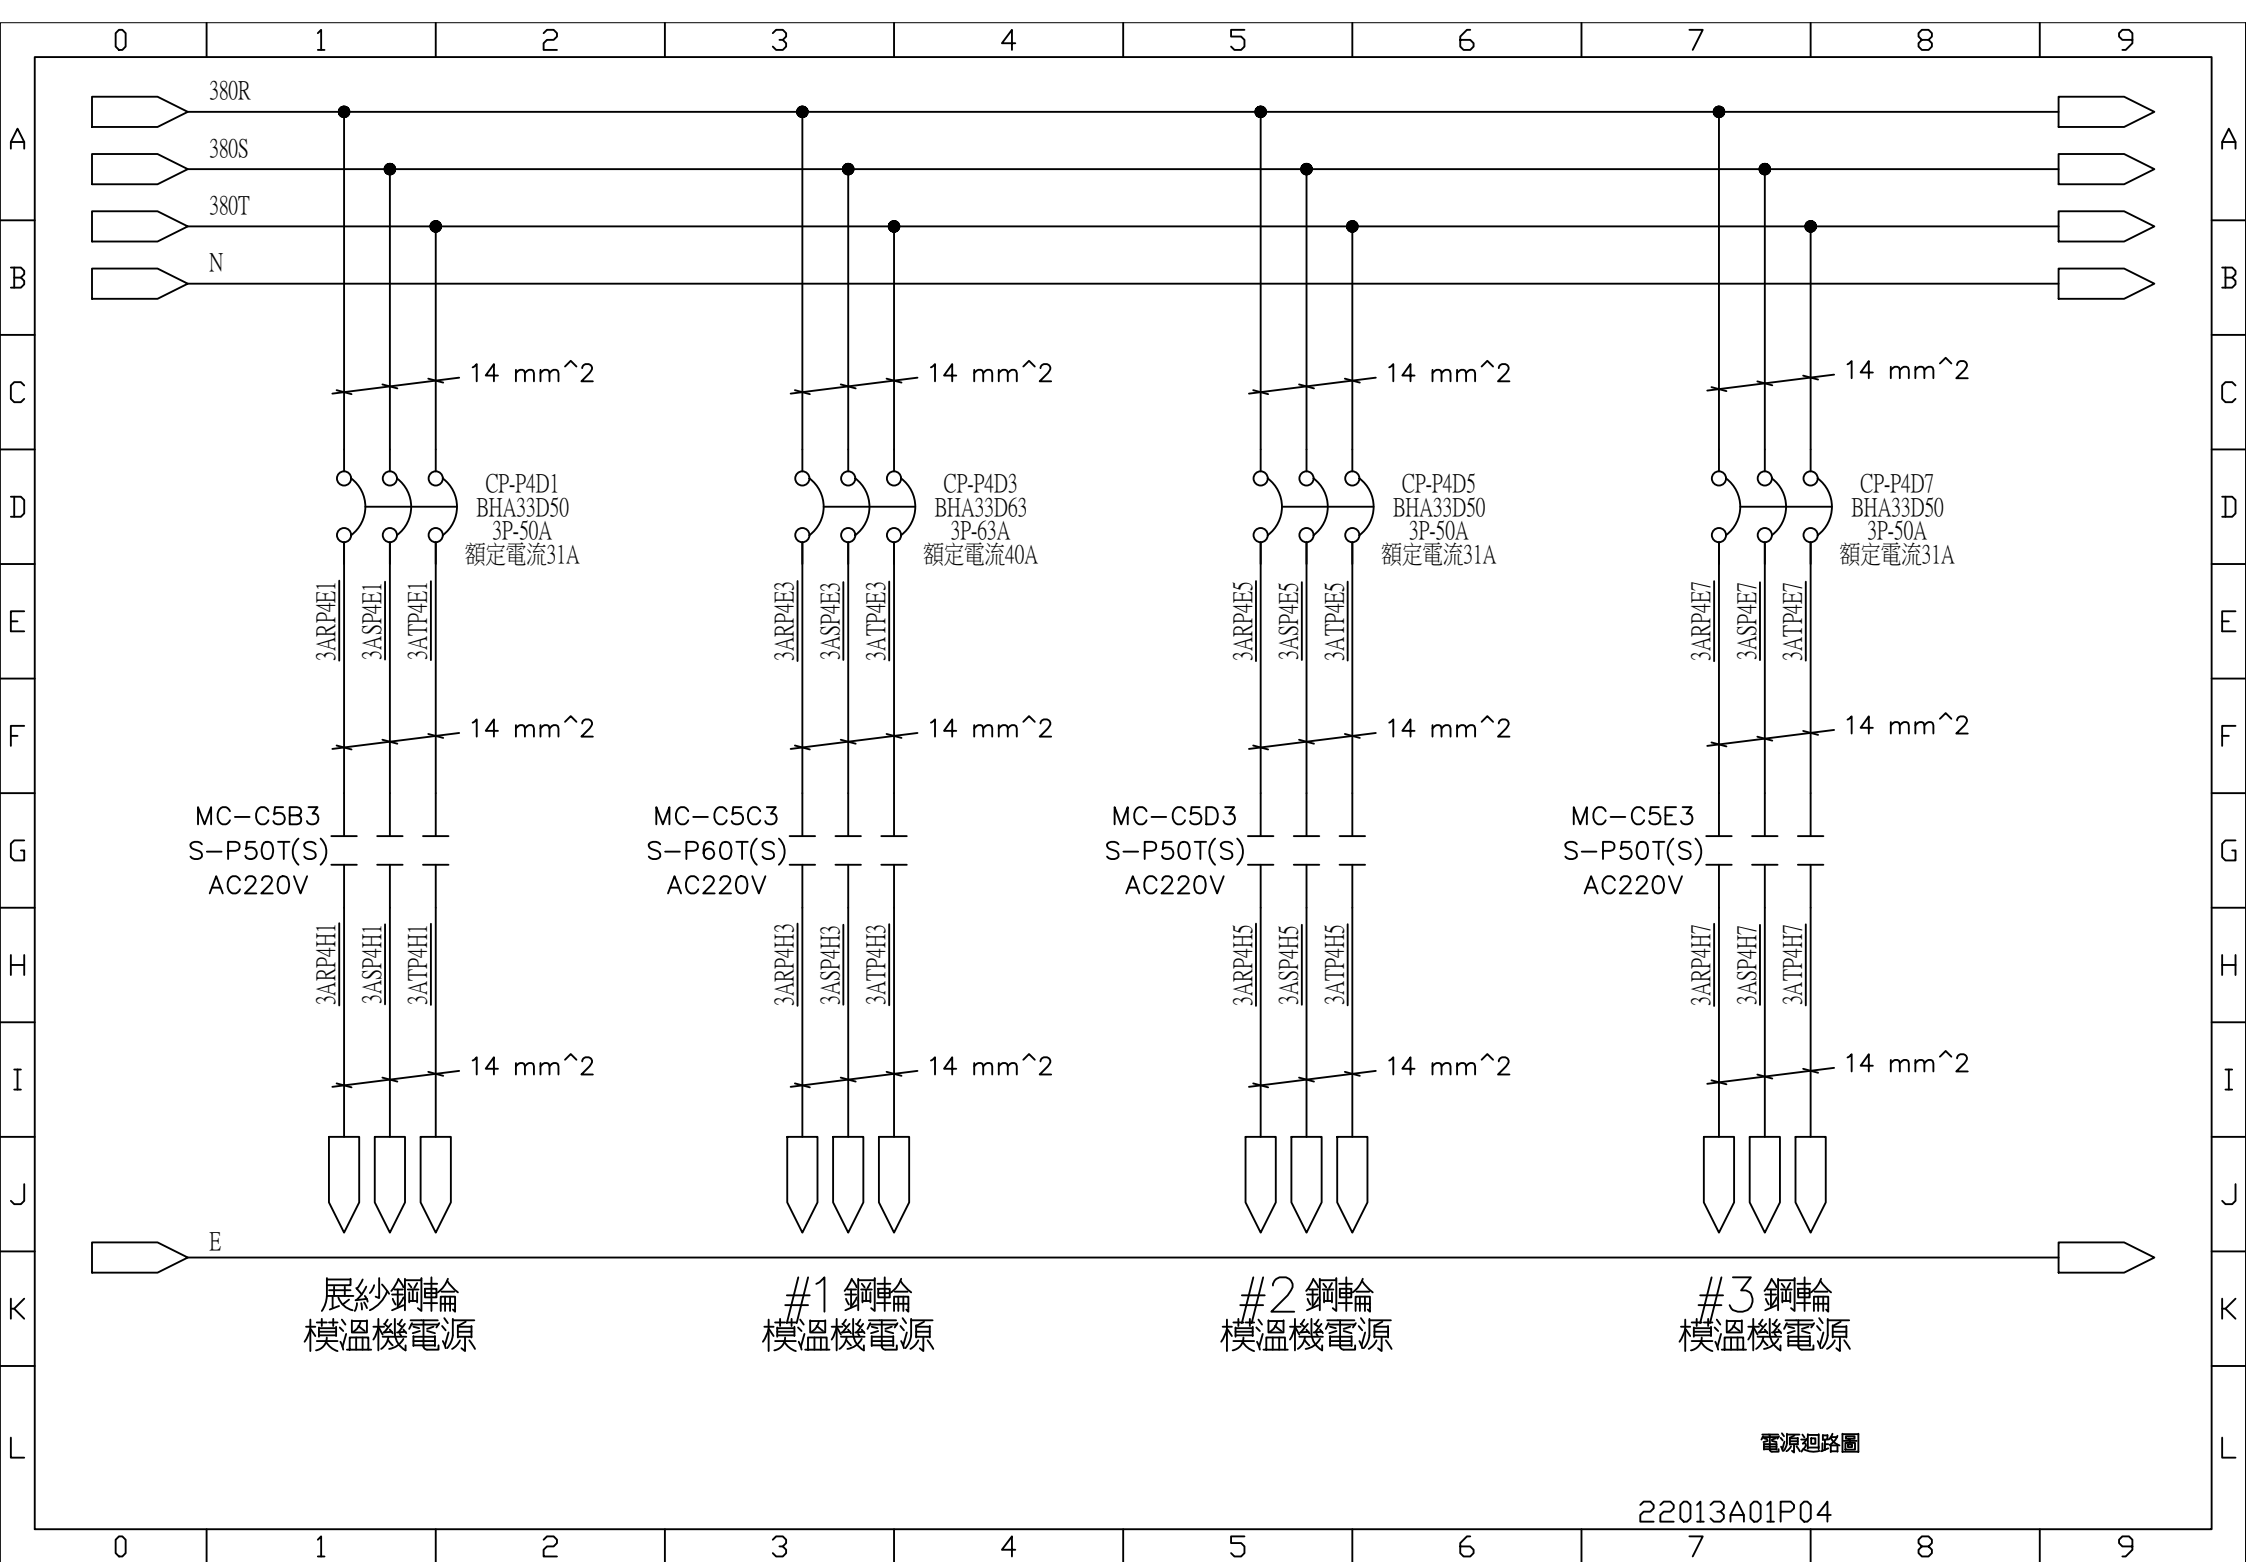 0 1 2 3 4 5 6 7 8 9
380R
A A
380S
380T
B B
N
C C
14 mm^2 14 mm^2 14 mm^2 14 mm^2
D D
CP-P4D1
BHA33D50
3P-50A
額定電流31A
CP-P4D3
BHA33D63
3P-63A
額定電流40A
CP-P4D5
BHA33D50
3P-50A
額定電流31A
CP-P4D7
BHA33D50
3P-50A
額定電流31A
E E
3ARP4E1 3ASP4E1 3ATP4E1 3ARP4E3 3ASP4E3 3ATP4E3 3ARP4E5 3ASP4E5 3ATP4E5 3ARP4E7 3ASP4E7 3ATP4E7
F F
14 mm^2 14 mm^2 14 mm^2 14 mm^2
G G
MC-C5B3
S-P50T(S)
AC220V
MC-C5C3
S-P60T(S)
AC220V
MC-C5D3
S-P50T(S)
AC220V
MC-C5E3
S-P50T(S)
AC220V
H H
3ARP4H1 3ASP4H1 3ATP4H1 3ARP4H3 3ASP4H3 3ATP4H3 3ARP4H5 3ASP4H5 3ATP4H5 3ARP4H7 3ASP4H7 3ATP4H7
I I
14 mm^2 14 mm^2 14 mm^2 14 mm^2
J J
E
K K
展紗鋼輪
模溫機電源
#1 鋼輪
模溫機電源
#2 鋼輪
模溫機電源
#3 鋼輪
模溫機電源
L L
電源迴路圖
22013A01P04
0 1 2 3 4 5 6 7 8 9